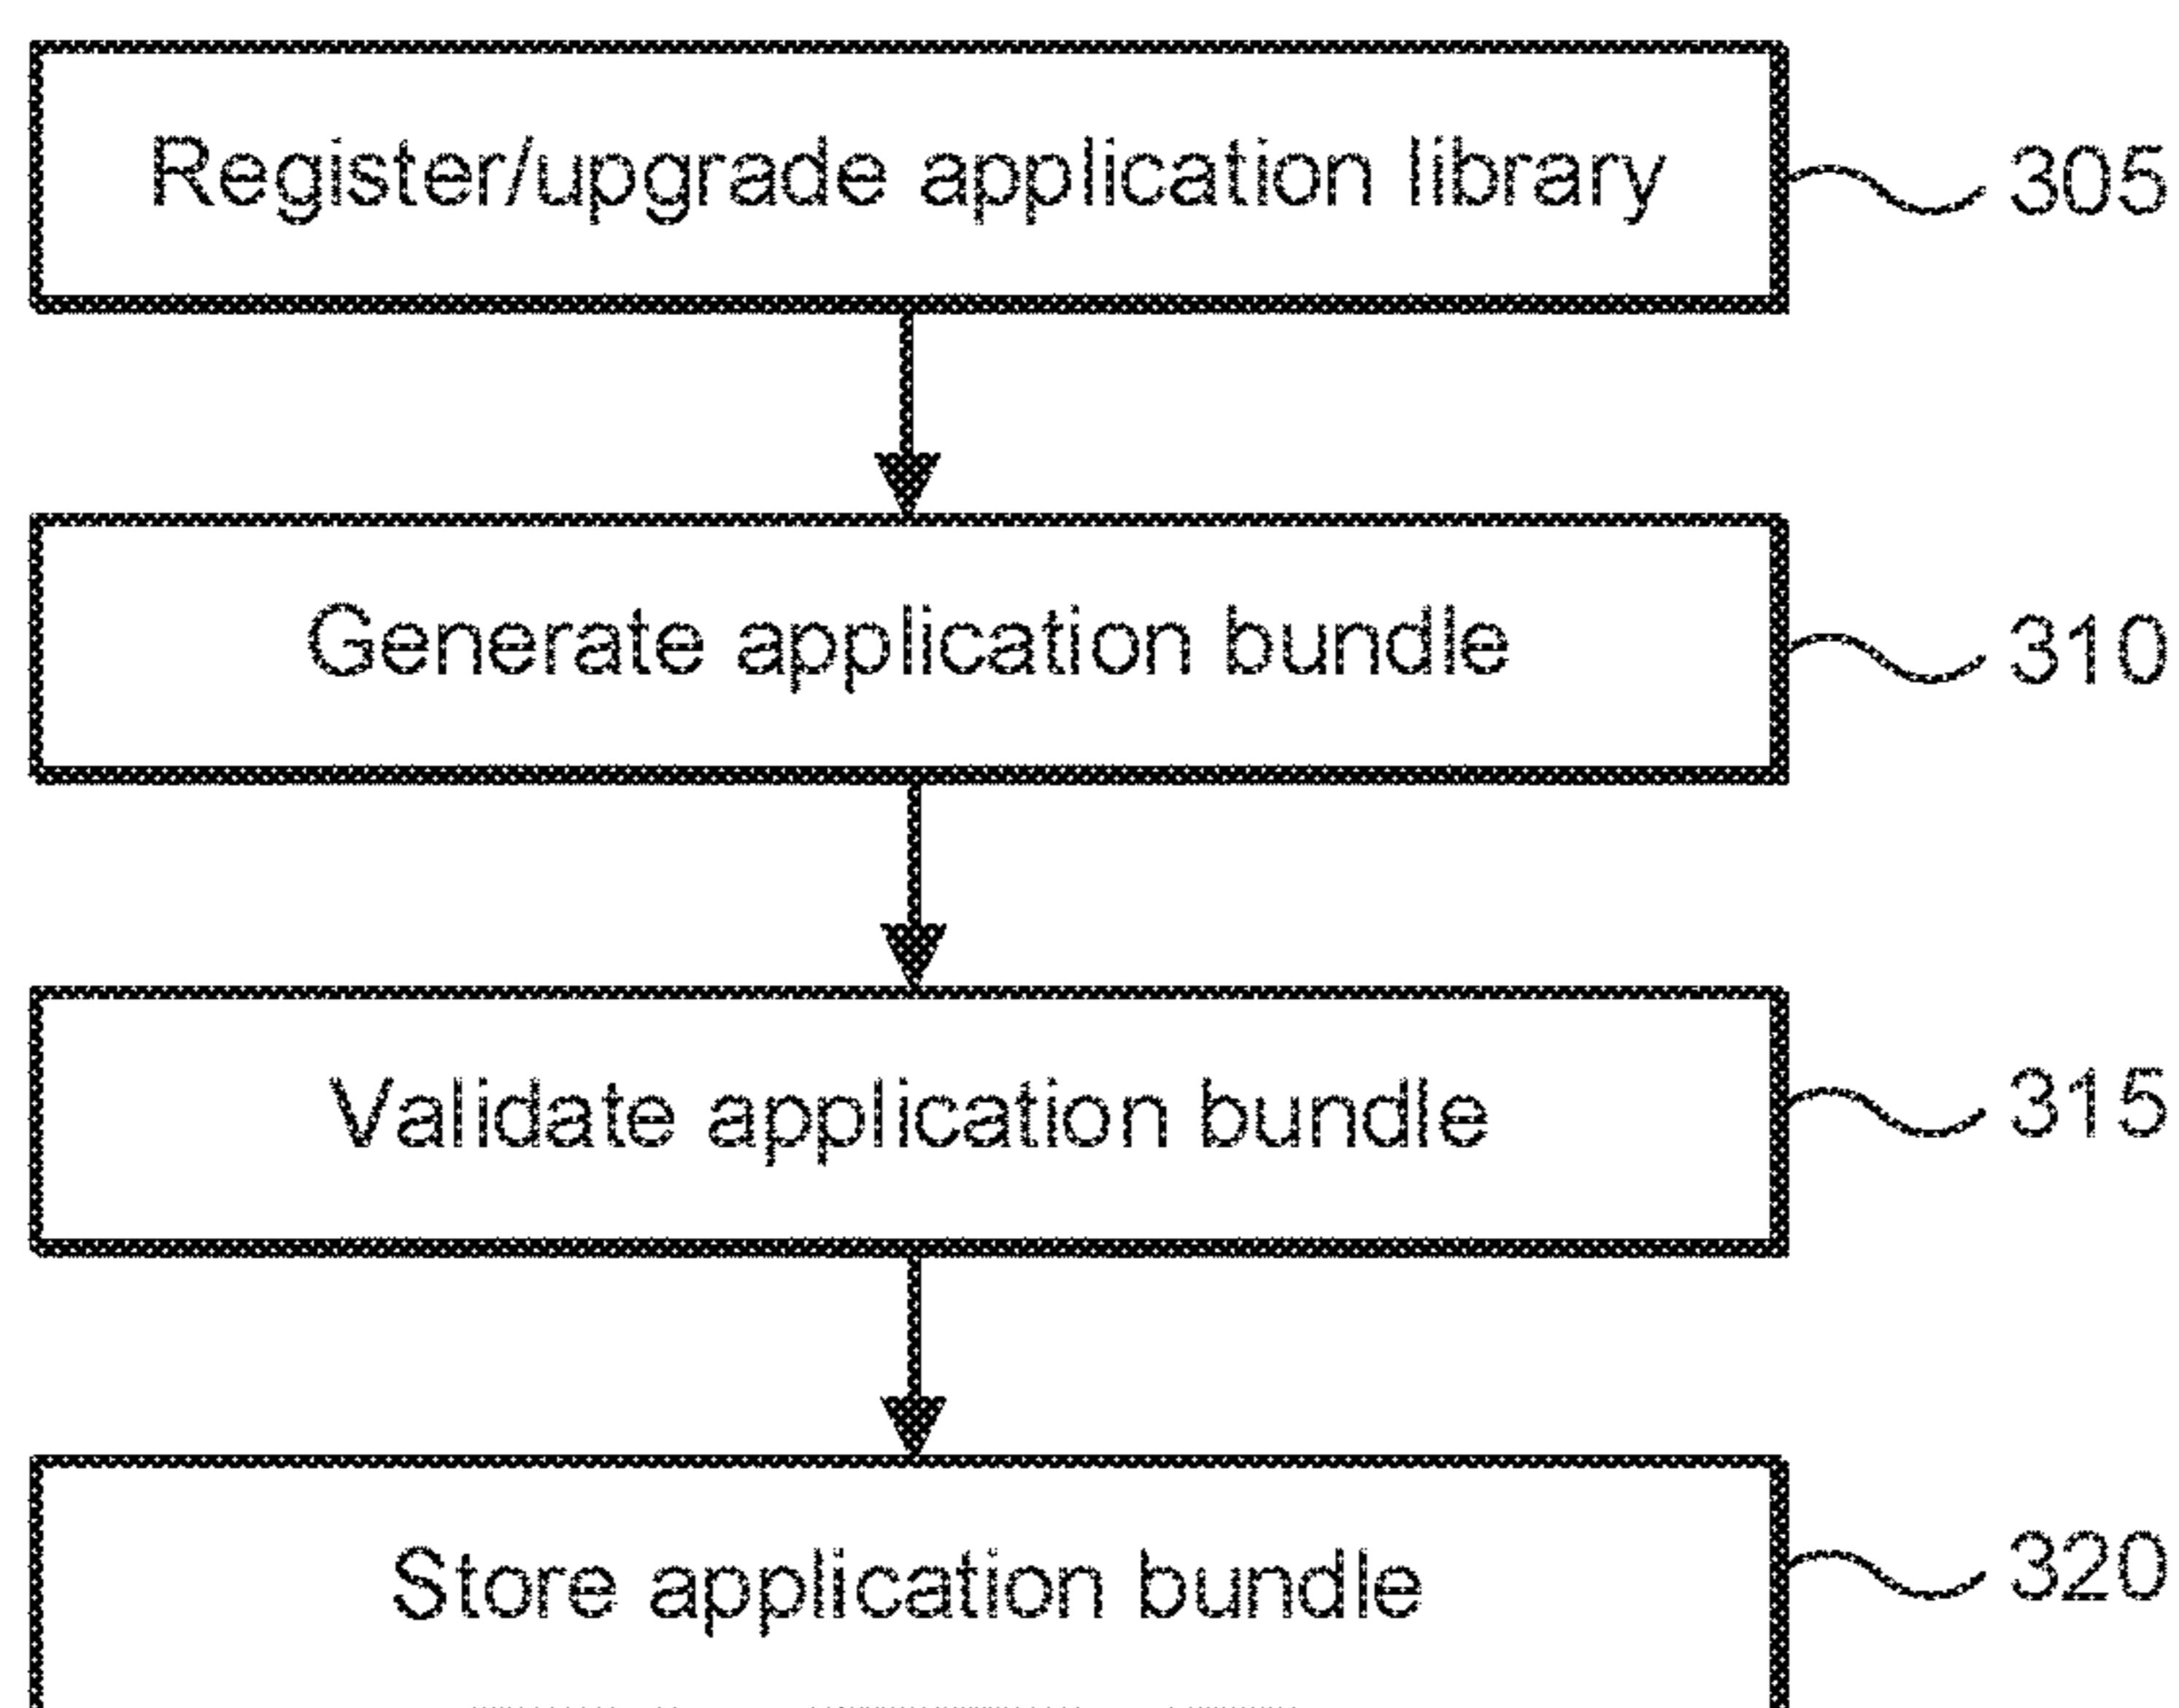 Register/upgrade application library 305
Generate application bundle 310
Validate application bundle 315
Store application bundle 320